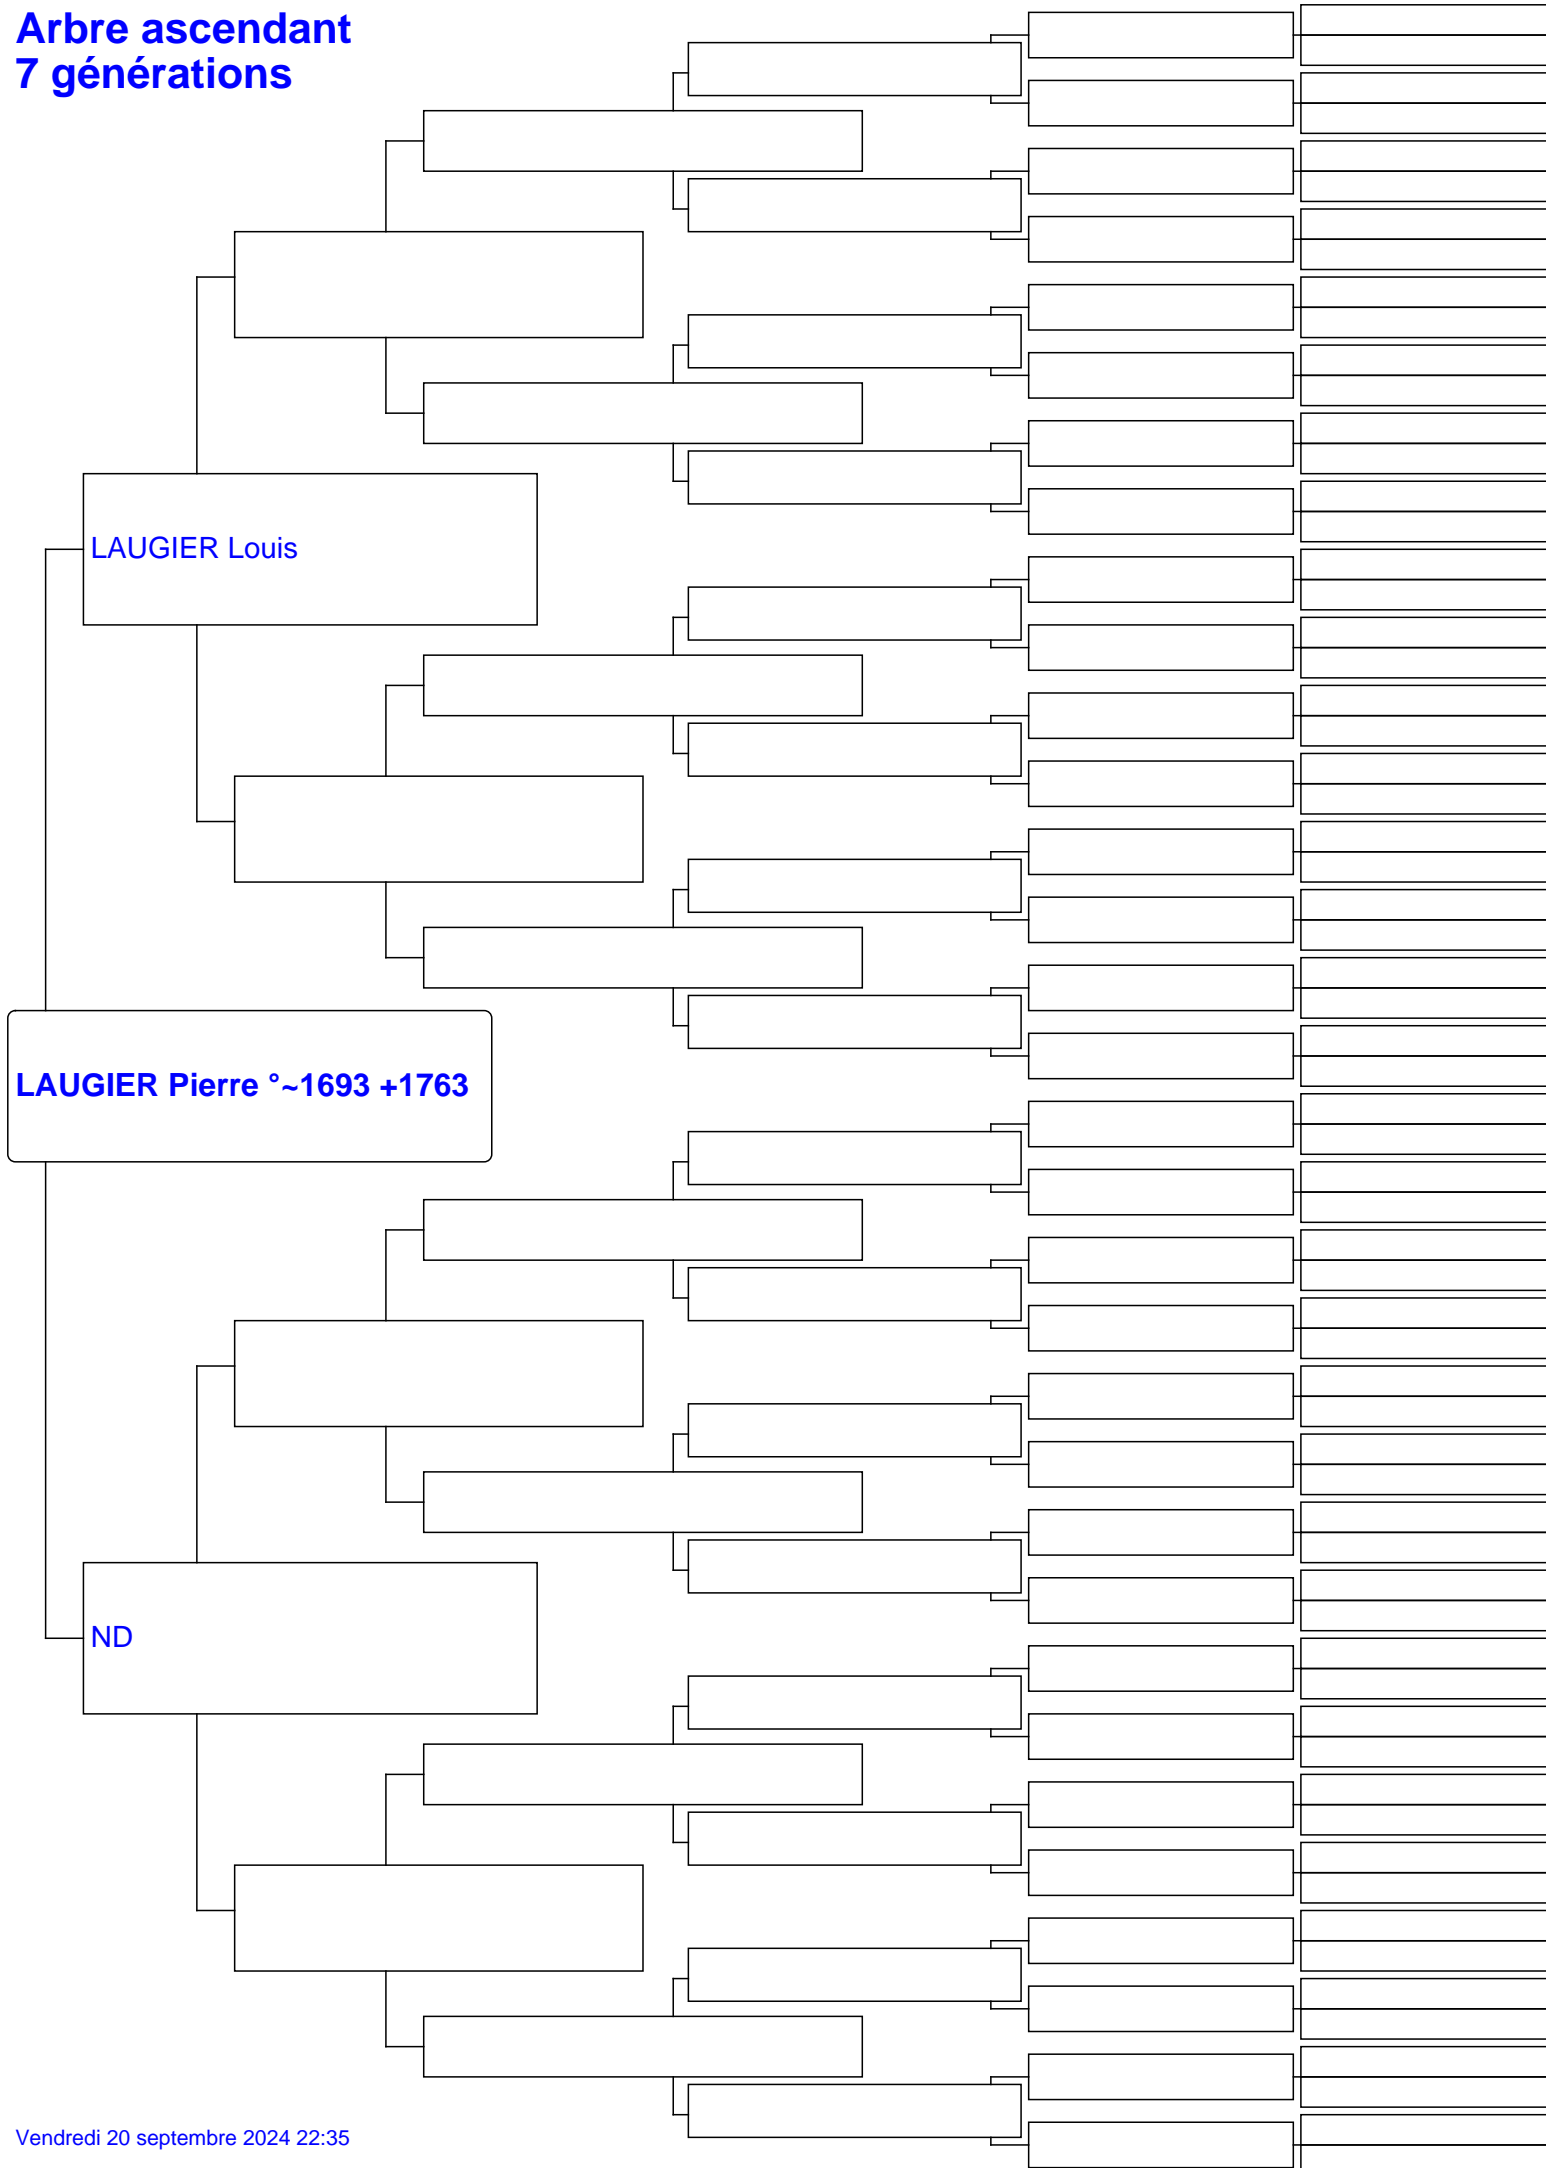 Arbre ascendant
7 générations
LAUGIER Louis
LAUGIER Pierre °~1693 +1763
ND
Vendredi 20 septembre 2024 22:35